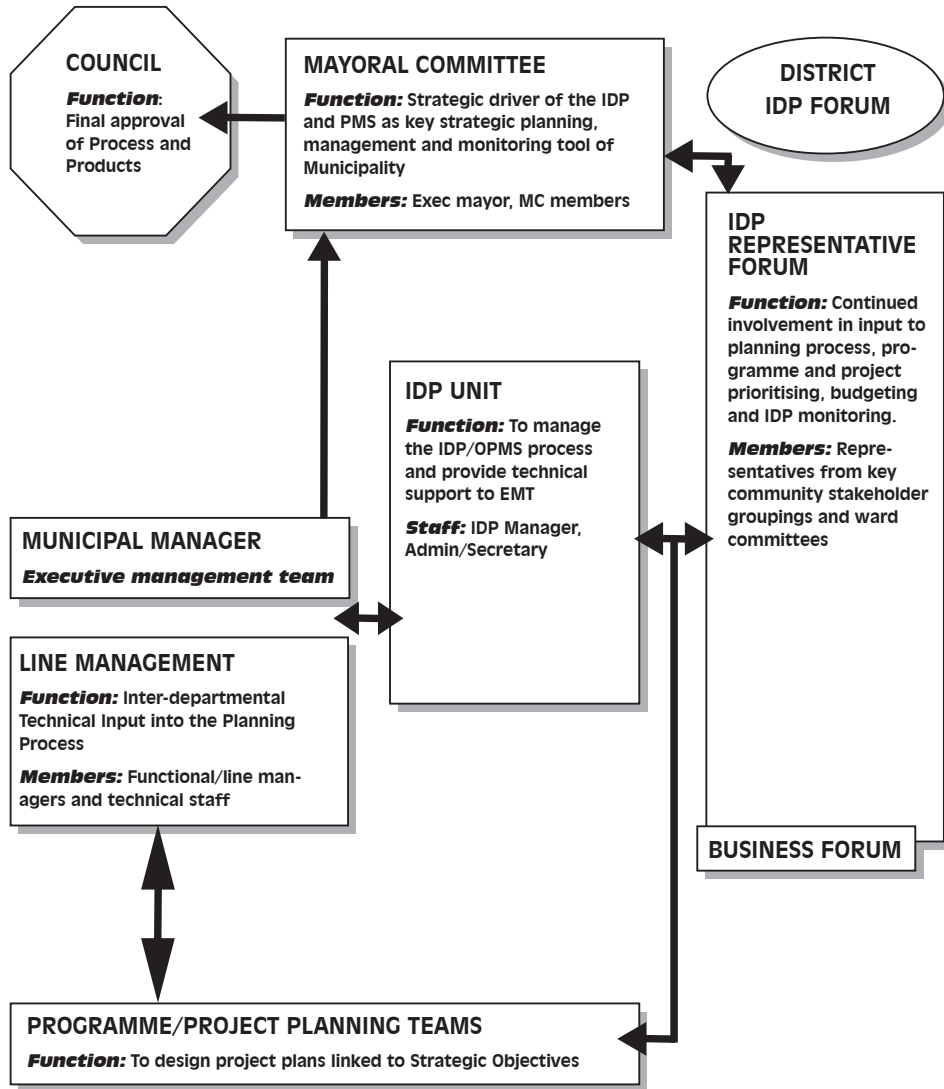 COUNCIL
Function:
Final approval
of Process and
Products
MAYORAL COMMITTEE
Function: Strategic driver of the IDP
and PMS as key strategic planning,
management and monitoring tool of
Municipality
Members: Exec mayor, MC members
DISTRICT
IDP FORUM
IDP
REPRESENTATIVE
FORUM
Function: Continued
involvement in input to
planning process, pro-
gramme and project
prioritising, budgeting
and IDP monitoring.
Members: Repre-
sentatives from key
community stakeholder
groupings and ward
committees
IDP UNIT
Function: To manage
the IDP/OPMS process
and provide technical
support to EMT
Staff: IDP Manager,
Admin/Secretary
MUNICIPAL MANAGER
Executive management team
LINE MANAGEMENT
Function: Inter-departmental
Technical Input into the Planning
Process
Members: Functional/line man-
agers and technical staff
BUSINESS FORUM
PROGRAMME/PROJECT PLANNING TEAMS
Function: To design project plans linked to Strategic Objectives